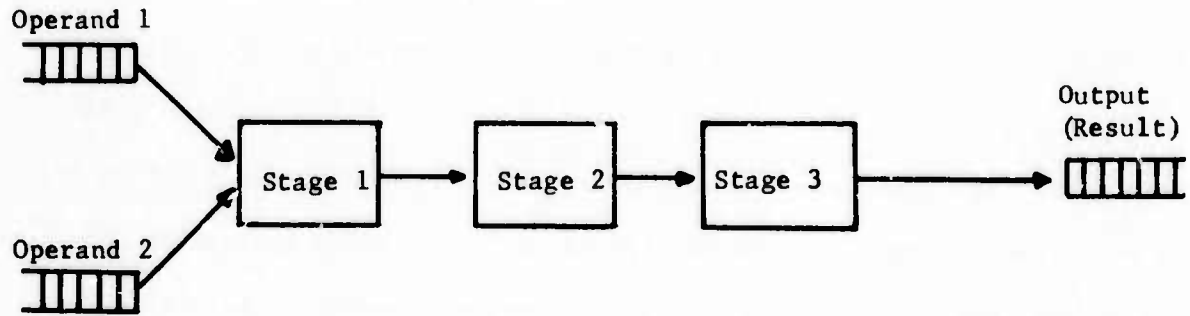 Operand 1
Operand 2
Stage 1
Stage 2
Stage 3
Output
(Result)